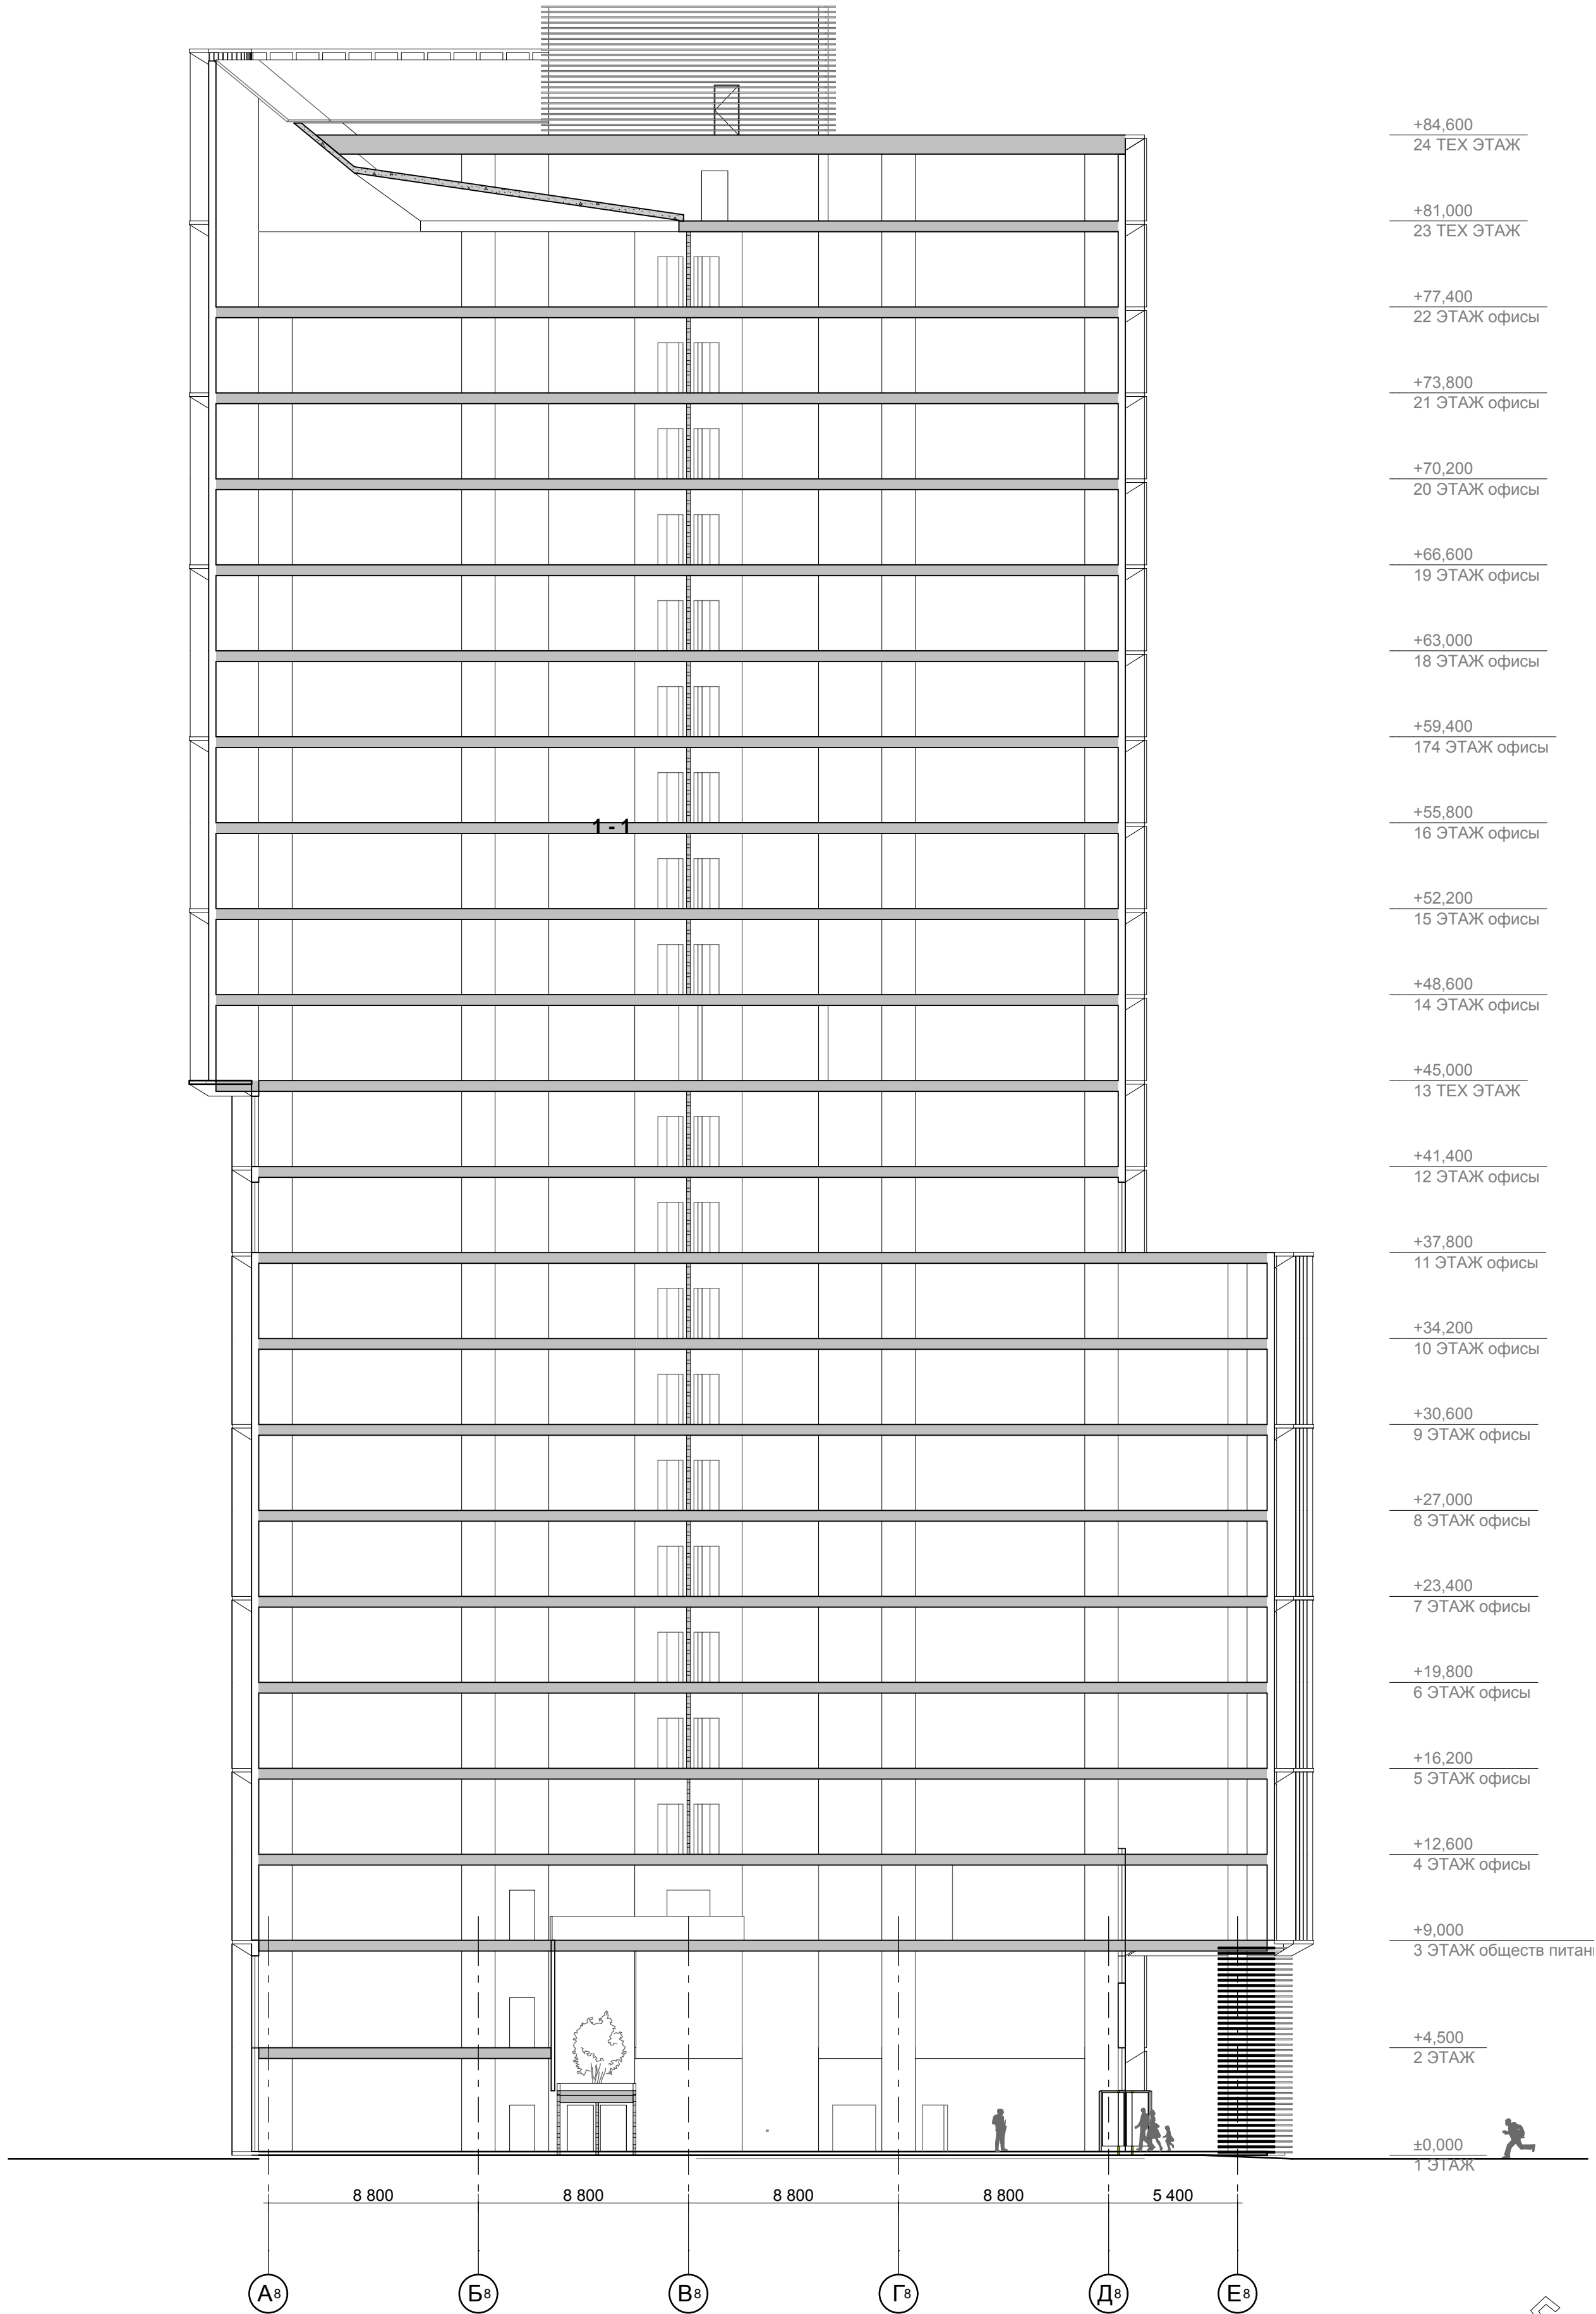 +84,600
24 ТЕХ ЭТАЖ
+81,000
23 ТЕХ ЭТАЖ
+77,400
22 ЭТАЖ офисы
+73,800
21 ЭТАЖ офисы
+70,200
20 ЭТАЖ офисы
+66,600
19 ЭТАЖ офисы
+63,000
18 ЭТАЖ офисы
+59,400
174 ЭТАЖ офисы
1 - 1
+55,800
16 ЭТАЖ офисы
+52,200
15 ЭТАЖ офисы
+48,600
14 ЭТАЖ офисы
+45,000
13 ТЕХ ЭТАЖ
+41,400
12 ЭТАЖ офисы
+37,800
11 ЭТАЖ офисы
+34,200
10 ЭТАЖ офисы
+30,600
9 ЭТАЖ офисы
+27,000
8 ЭТАЖ офисы
+23,400
7 ЭТАЖ офисы
+19,800
6 ЭТАЖ офисы
+16,200
5 ЭТАЖ офисы
+12,600
4 ЭТАЖ офисы
+9,000
3 ЭТАЖ обществ
+4,500
2 ЭТАЖ
±0,000
1 ЭТАЖ
8 800 8 800 8 800 8 800 5 400
А8 Б8 В8 Г8 Д8 Е8